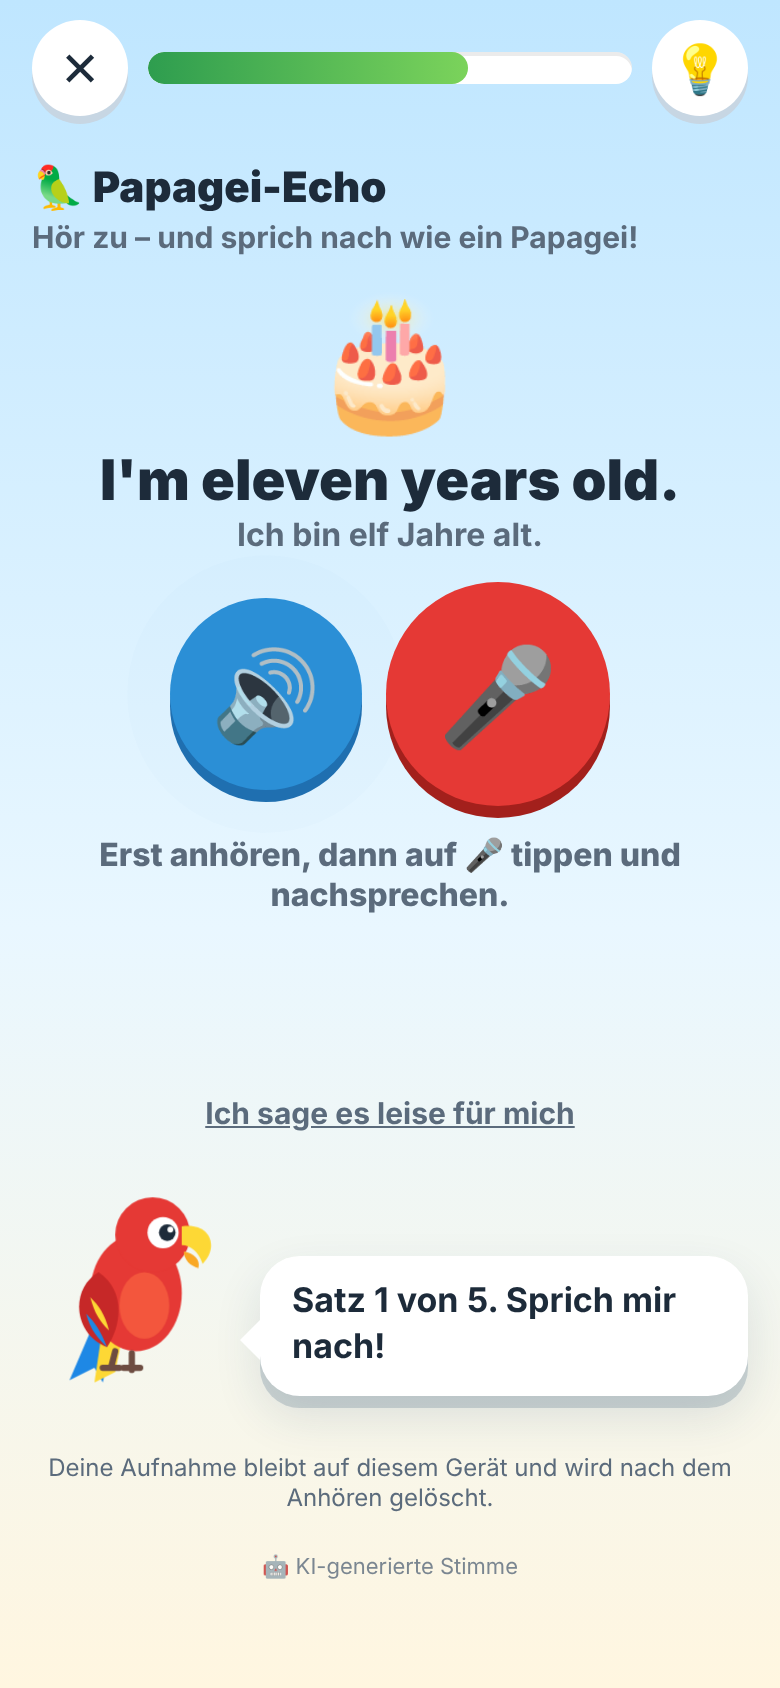 Papagei-Echo
Hör zu – und sprich nach wie ein Papagei!
I'm eleven years old.
Ich bin elf Jahre alt.
Erst anhören, dann auf 🎤 tippen und
nachsprechen.
Ich sage es leise für mich
Satz 1 von 5. Sprich mir
nach!
Deine Aufnahme bleibt auf diesem Gerät und wird nach dem
Anhören gelöscht.
KI-generierte Stimme